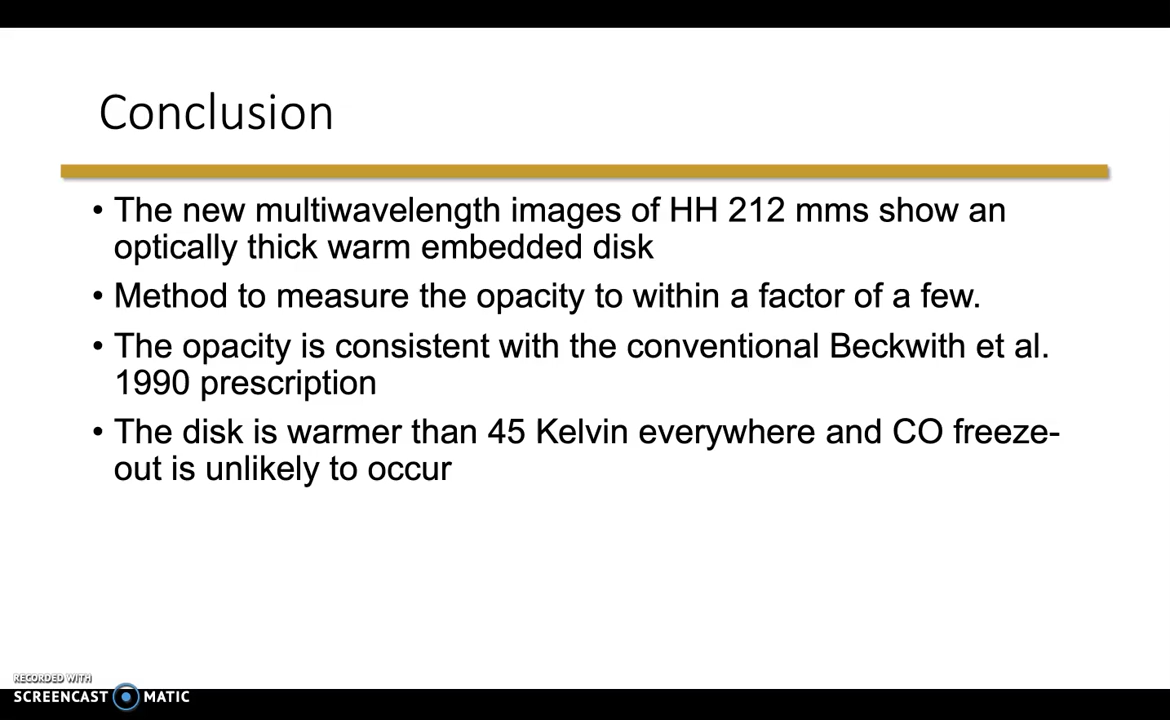 Conclusion
• The new multiwavelength images of HH 212 mms show an
optically thick warm embedded disk
• Method to measure the opacity to within a factor of a few.
• The opacity is consistent with the conventional Beckwith et al.
1990 prescription
• The disk is warmer than 45 Kelvin everywhere and CO freeze-
out is unlikely to occur
RECORDED WITH
SCREENCAST MATIC